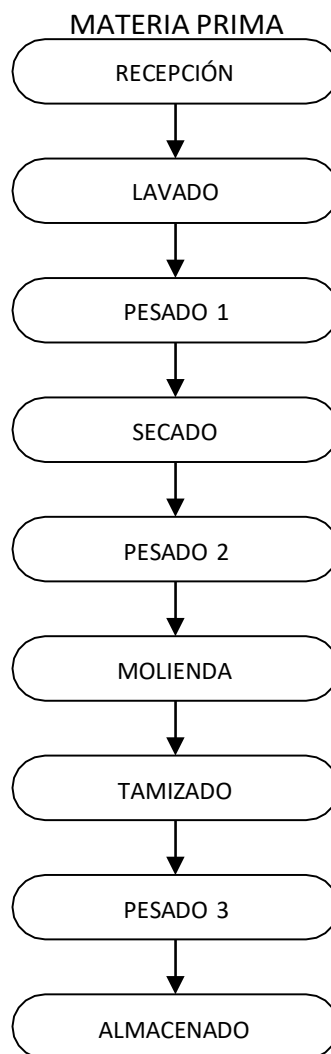 MATERIA PRIMA
RECEPCIÓN
LAVADO
PESADO 1
SECADO
PESADO 2
MOLIENDA
TAMIZADO
PESADO 3
ALMACENADO